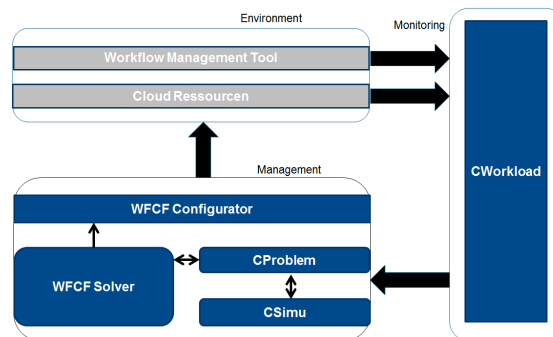 Environment
Monitoring
Workflow Management Tool
Cloud Ressourcen
CWorkload
Management
WFCF Configurator
WFCF Solver
CProblem
CSimu